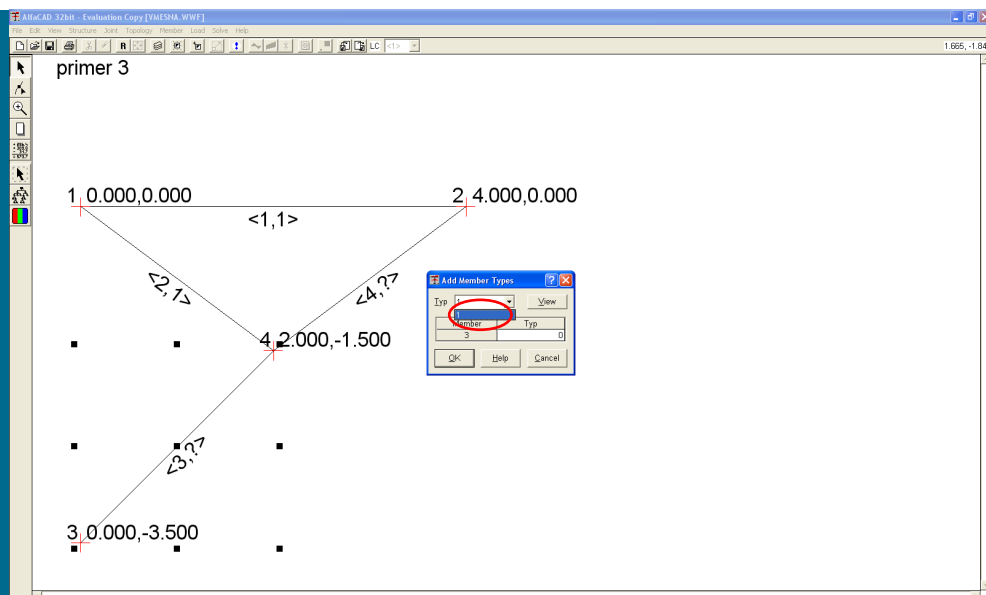 AlfaCAD 32bit - Evaluation Copy [VMESNA.WWF]
File Edit View Structure Joint Topology Member Load Solve Help
R LC <1>
1.665, -1.84
primer 3
1 0.000,0.000
2 4.000,0.000
<1,1>
<2,1>
<4,?>
Add Member Types
Typ
View
Member Typ
3 0
OK Help Cancel
4 2.000,-1.500
<3,?>
3 0.000,-3.500